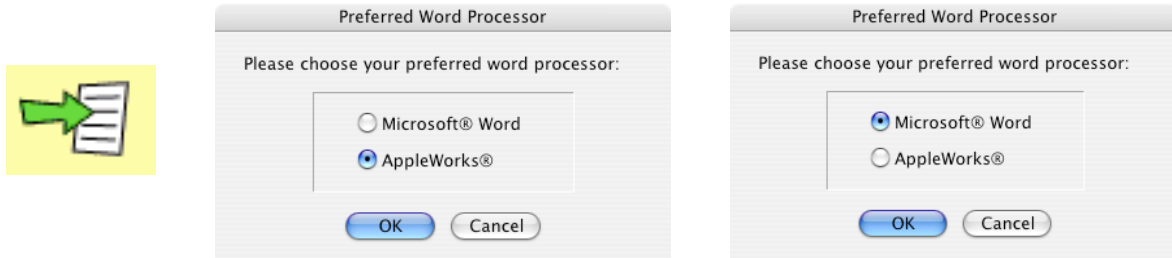 Preferred Word Processor
Please choose your preferred word processor:
Microsoft® Word
AppleWorks®
OK Cancel
Preferred Word Processor
Please choose your preferred word processor:
Microsoft® Word
AppleWorks®
OK Cancel